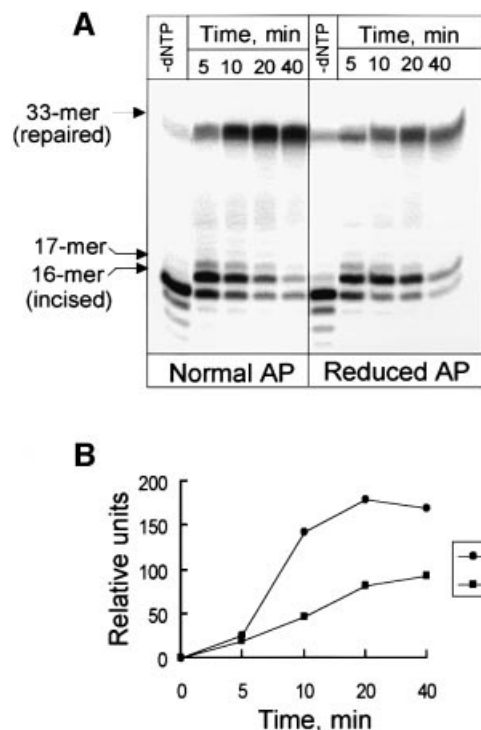 A
-dNTP
Time, min
5 10 20 40
-dNTP
Time, min
5 10 20 40
33-mer
(repaired)
17-mer
16-mer
(incised)
Normal AP
Reduced AP
B
Relative units
200
150
100
50
0
0 5 10 20 40
Time, min